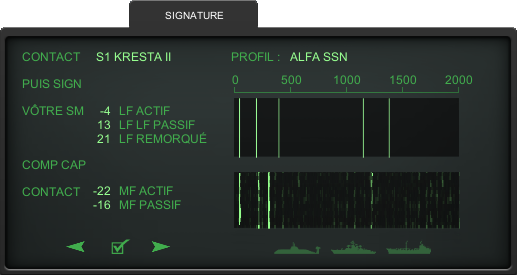 SIGNATURE
CONTACT S1 KRESTA II PROFIL : ALFA SSN
PUIS SIGN
0 500 1000 1500 2000
VÔTRE SM -4 LF ACTIF
13 LF LF PASSIF
21 LF REMORQUÉ
COMP CAP
CONTACT -22 MF ACTIF
-16 MF PASSIF